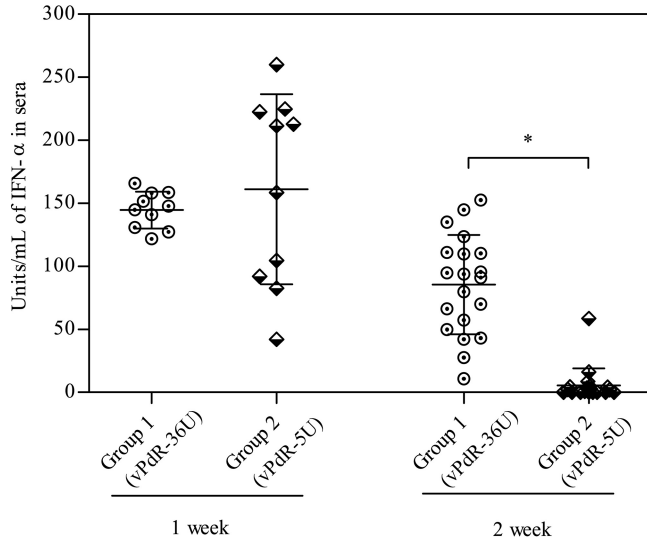 300
250
200
150
100
50
0
Units/mL of IFN-α in sera
*
Group 1
(vPdR-36U)
Group 2
(vPdR-5U)
Group 1
(vPdR-36U)
Group 2
(vPdR-5U)
1 week
2 week